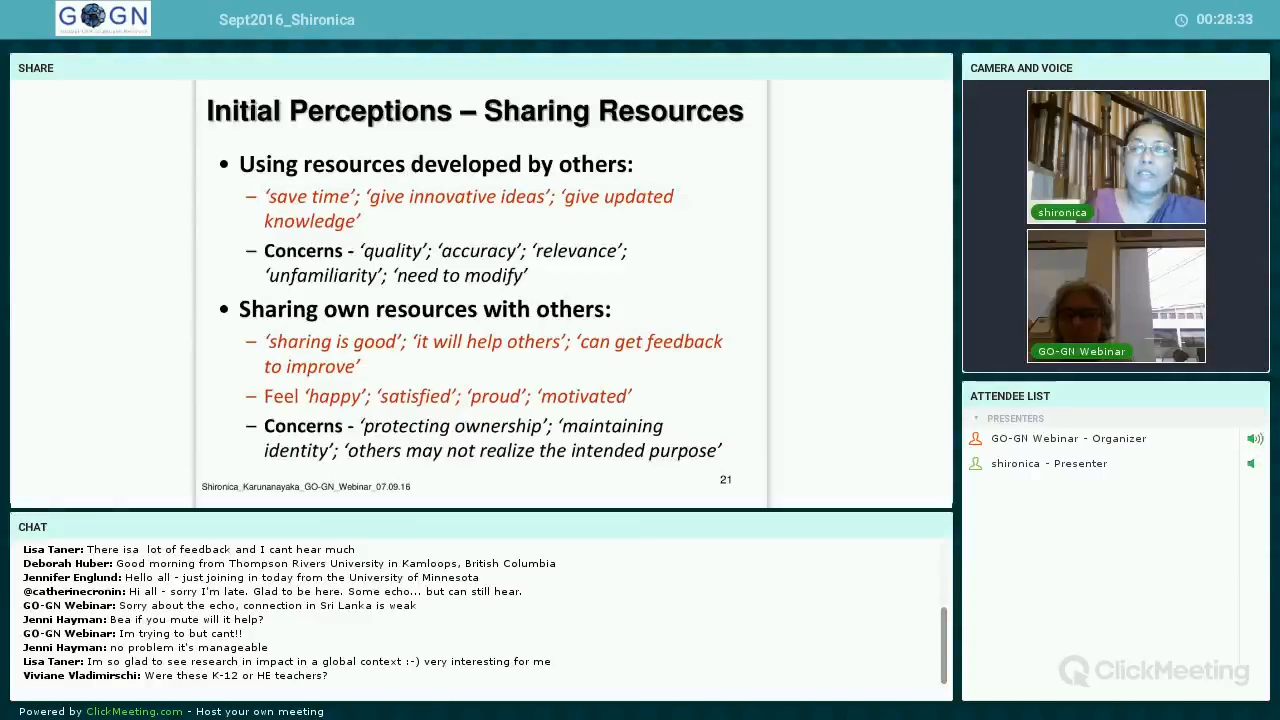 GOGN
Sept2016_Shironica
00:28:33
SHARE
Initial Perceptions – Sharing Resources
• Using resources developed by others:
– ‘save time’; ‘give innovative ideas’; ‘give updated
knowledge’
– Concerns - ‘quality’; ‘accuracy’; ‘relevance’;
‘unfamiliarity’; ‘need to modify’
• Sharing own resources with others:
– ‘sharing is good’; ‘it will help others’; ‘can get feedback
to improve’
– Feel ‘happy’; ‘satisfied’; ‘proud’; ‘motivated’
– Concerns - ‘protecting ownership’; ‘maintaining
identity’; ‘others may not realize the intended purpose’
Shironica_Karunanayaka_GO-GN_Webinar_07.09.16
21
CAMERA AND VOICE
shironica
GO-GN Webinar
ATTENDEE LIST
PRESENTERS
GO-GN Webinar - Organizer
shironica - Presenter
CHAT
Lisa Taner: There isa lot of feedback and I cant hear much
Deborah Huber: Good morning from Thompson Rivers University in Kamloops, British Columbia
Jennifer Englund: Hello all - just joining in today from the University of Minnesota
@catherinecronin: Hi all - sorry I'm late. Glad to be here. Some echo... but can still hear.
GO-GN Webinar: Sorry about the echo, connection in Sri Lanka is weak
Jenni Hayman: Bea if you mute will it help?
GO-GN Webinar: Im trying to but cant!!
Jenni Hayman: no problem it's manageable
Lisa Taner: Im so glad to see research in impact in a global context :-) very interesting for me
Viviane Vladimirschi: Were these K-12 or HE teachers?
ClickMeeting
Powered by ClickMeeting.com - Host your own meeting